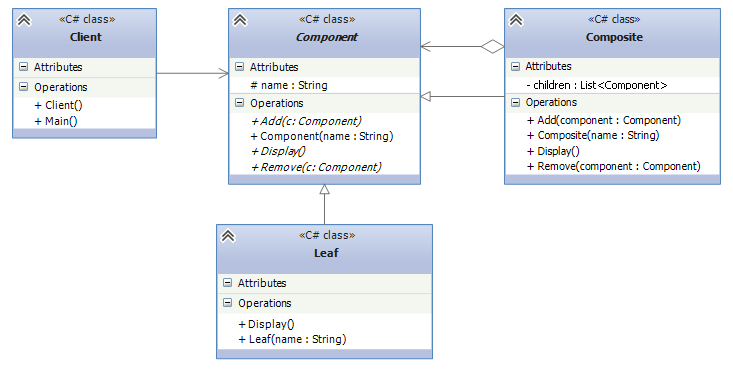 «C# class»
Client
Attributes
Operations
+ Client()
+ Main()
«C# class»
Component
Attributes
# name : String
Operations
+ Add(c: Component)
+ Component(name : String)
+ Display()
+ Remove(c: Component)
«C# class»
Composite
Attributes
- children : List<Component>
Operations
+ Add(component : Component)
+ Composite(name : String)
+ Display()
+ Remove(component : Component)
«C# class»
Leaf
Attributes
Operations
+ Display()
+ Leaf(name : String)